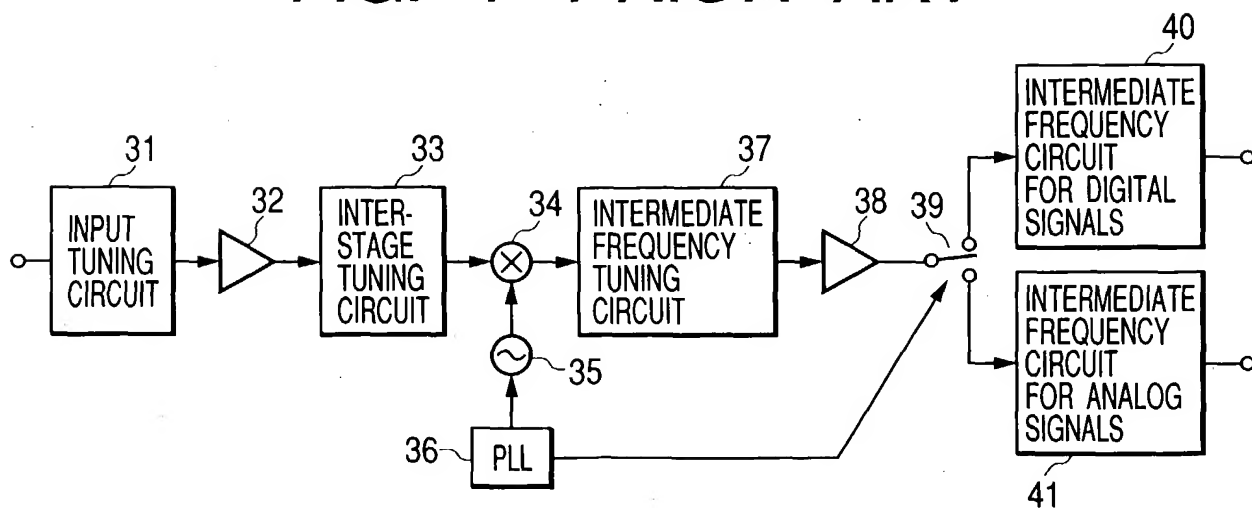 31
INPUT
TUNING
CIRCUIT
32
33
INTER-
STAGE
TUNING
CIRCUIT
34
35
36
PLL
37
INTERMEDIATE
FREQUENCY
TUNING
CIRCUIT
38
39
40
INTERMEDIATE
FREQUENCY
CIRCUIT
FOR DIGITAL
SIGNALS
INTERMEDIATE
FREQUENCY
CIRCUIT
FOR ANALOG
SIGNALS
41